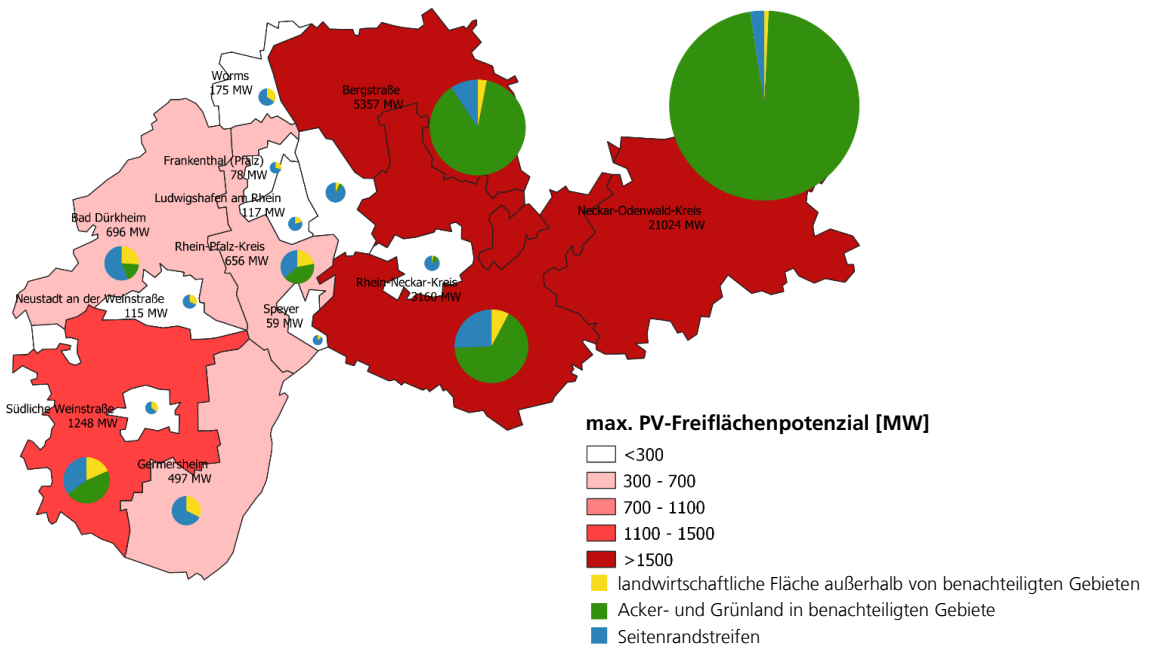 Worms
175 MW
Bergstraße
5357 MW
Frankenthal (Pfalz)
78 MW
Ludwigshafen am Rhein
117 MW
Bad Dürkheim
696 MW
Rhein-Pfalz-Kreis
656 MW
Neckar-Odenwald-Kreis
21024 MW
Rhein-Neckar-Kreis
3160 MW
Neustadt an der Weinstraße
115 MW
Speyer
59 MW
Südliche Weinstraße
1248 MW
Germersheim
497 MW
max. PV-Freiflächenpotenzial [MW]
<300
300 - 700
700 - 1100
1100 - 1500
>1500
landwirtschaftliche Fläche außerhalb von benachteiligten Gebieten
Acker- und Grünland in benachteiligten Gebiete
Seitenrandstreifen